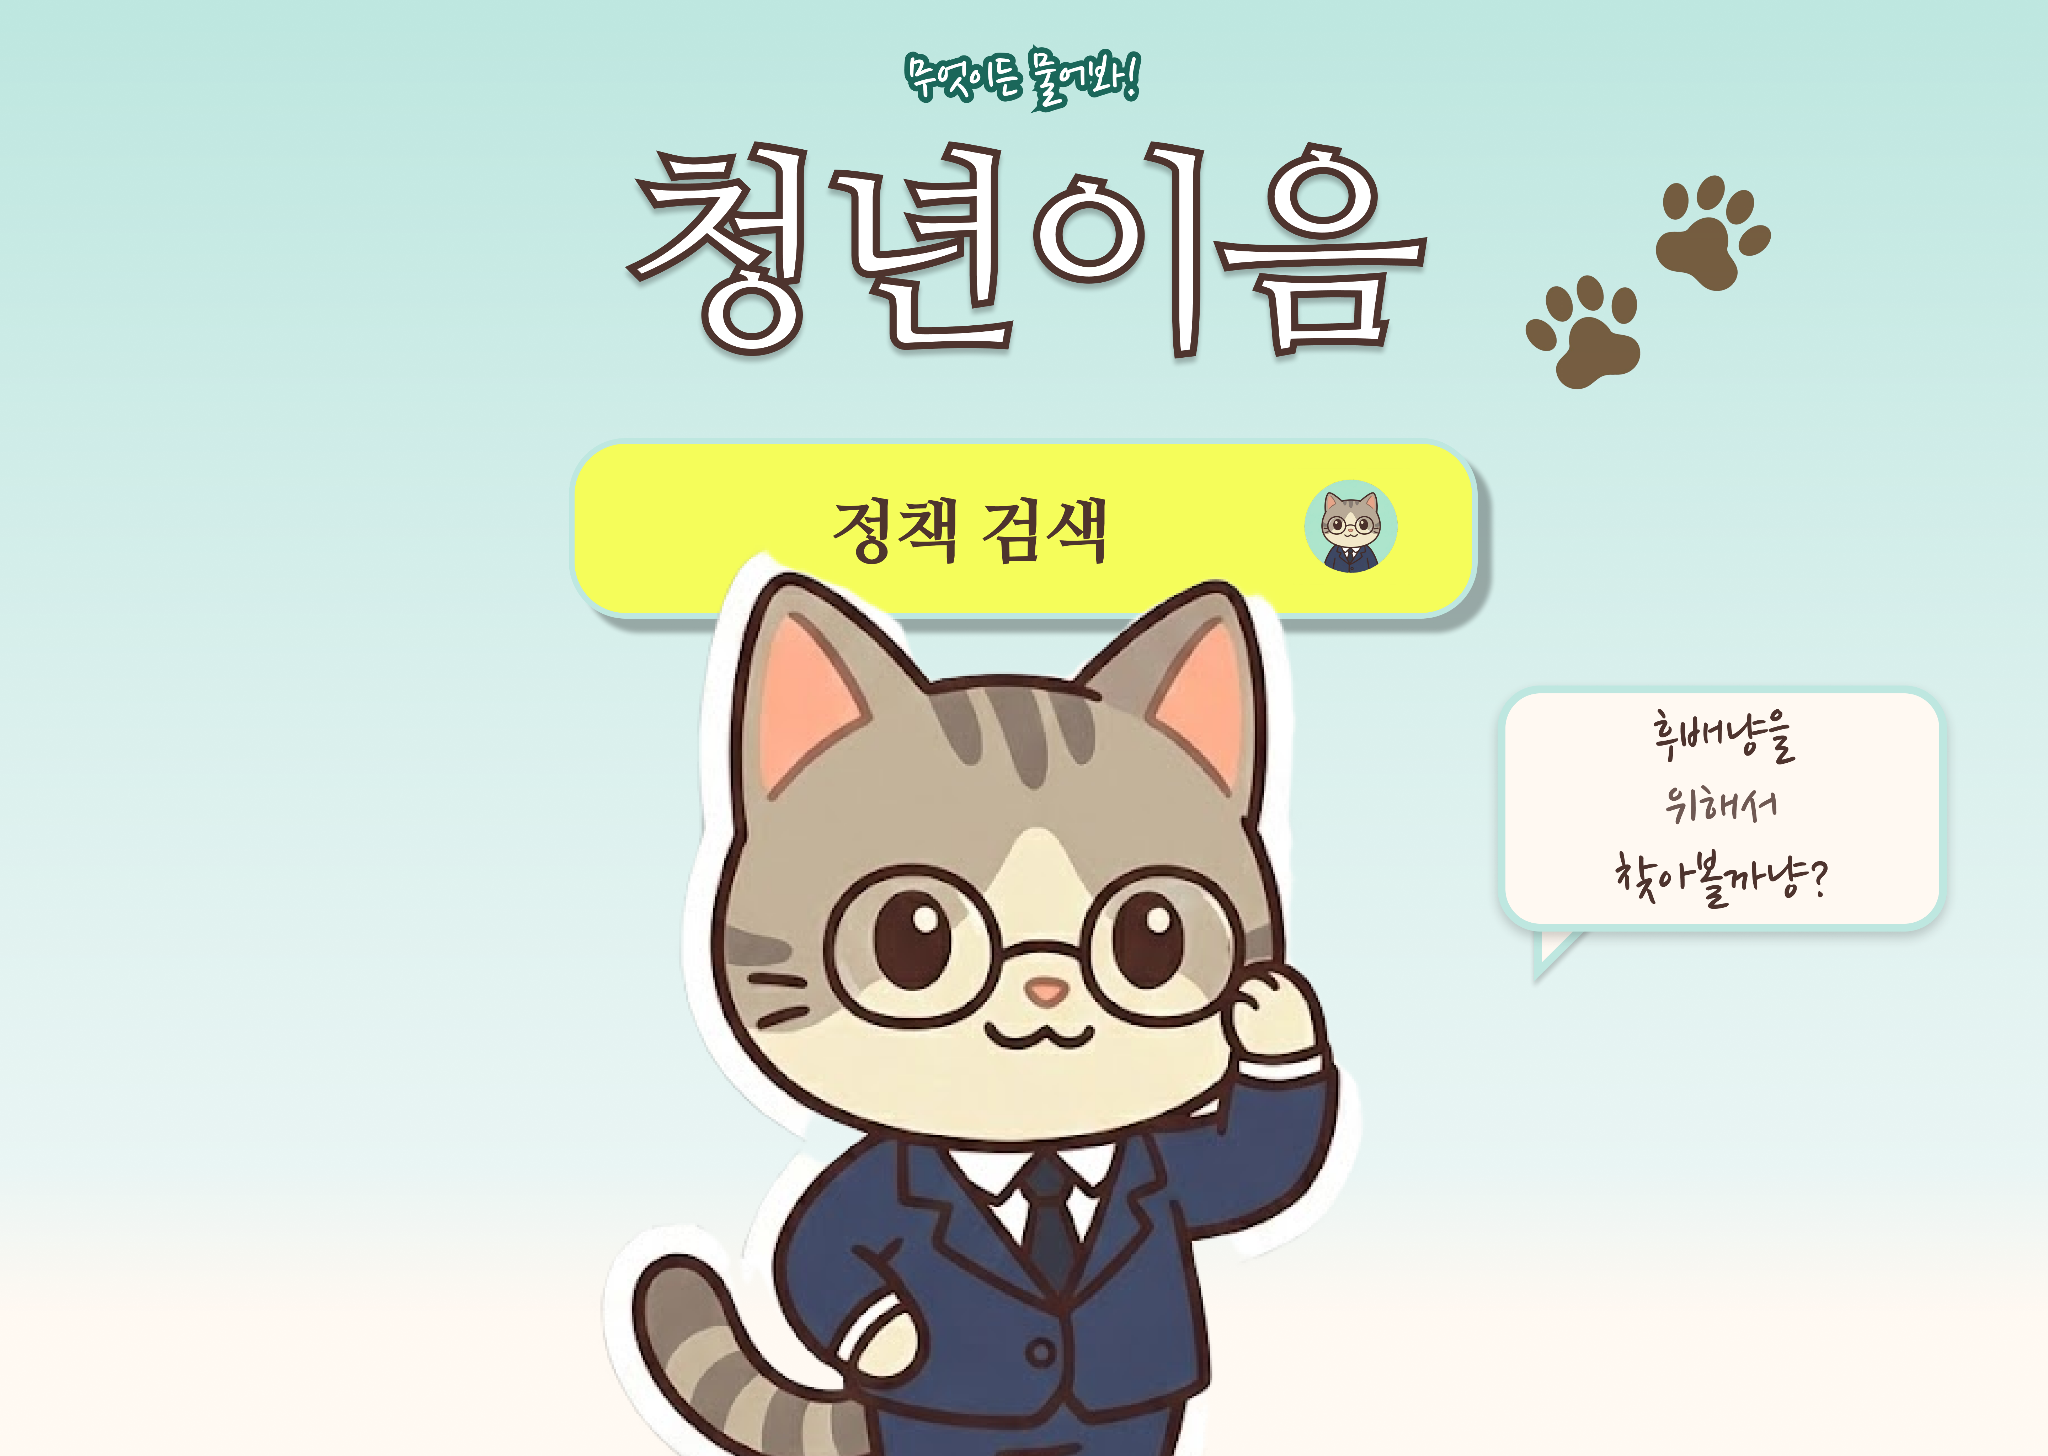 무엇이든 물어봐!
청년이음
정책 검색
후배냥을
위해서
찾아볼까냥?